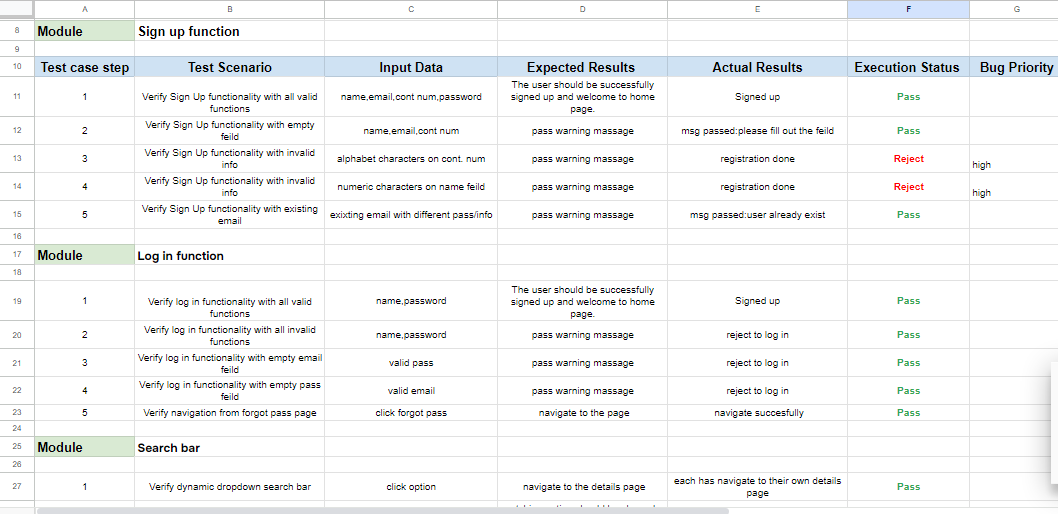 A B C D E F G
8 Module Sign up function
9
10 Test case step Test Scenario Input Data Expected Results Actual Results Execution Status Bug Priority
11 1 Verify Sign Up functionality with all valid functions name,email,cont num,password The user should be successfully signed up and welcome to home page. Signed up Pass
12 2 Verify Sign Up functionality with empty feild name,email,cont num pass warning massage msg passed:please fill out the feild Pass
13 3 Verify Sign Up functionality with invalid info alphabet characters on cont. num pass warning massage registration done Reject high
14 4 Verify Sign Up functionality with invalid info numeric characters on name feild pass warning massage registration done Reject high
15 5 Verify Sign Up functionality with existing email exixting email with different pass/info pass warning massage msg passed:user already exist Pass
16
17 Module Log in function
18
19 1 Verify log in functionality with all valid functions name,password The user should be successfully signed up and welcome to home page. Signed up Pass
20 2 Verify log in functionality with all invalid functions name,password pass warning massage reject to log in Pass
21 3 Verify log in functionality with empty email feild valid pass pass warning massage reject to log in Pass
22 4 Verify log in functionality with empty pass feild valid email pass warning massage reject to log in Pass
23 5 Verify navigation from forgot pass page click forgot pass navigate to the page navigate succesfully Pass
24
25 Module Search bar
26
27 1 Verify dynamic dropdown search bar click option navigate to the details page each has navigate to their own details page Pass